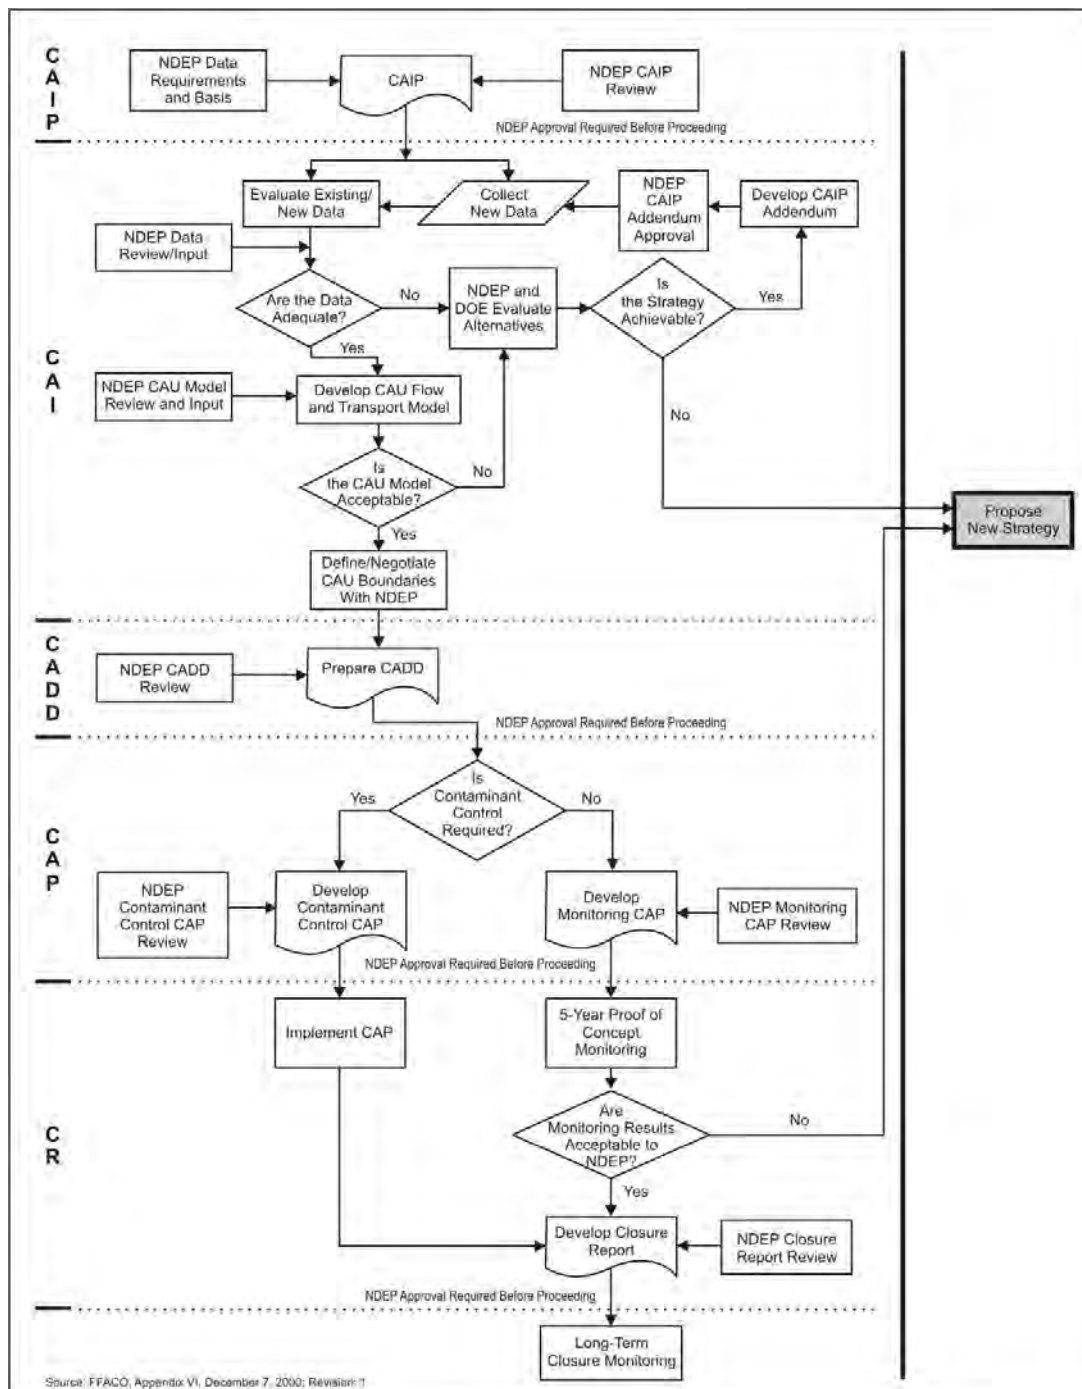 CAIP
NDEP Data
Requirements
and Basis
CAIP
NDEP CAIP
Review
NDEP Approval Required Before Proceeding
CAI
Evaluate Existing/
New Data
Collect
New Data
NDEP
CAIP
Addendum
Approval
Develop CAIP
Addendum
NDEP Data
Review/Input
Are the Data
Adequate?
No
NDEP and
DOE Evaluate
Alternatives
Is
the Strategy
Achievable?
Yes
Yes
NDEP CAU Model
Review and Input
Develop CAU Flow
and Transport Model
No
Is
the CAU Model
Acceptable?
No
Yes
Propose
New Strategy
Define/Negotiate
CAU Boundaries
With NDEP
CADD
NDEP CADD
Review
Prepare CADD
NDEP Approval Required Before Proceeding
CAP
Is
Contaminant
Control
Required?
Yes
No
NDEP
Contaminant
Control CAP
Review
Develop
Contaminant
Control CAP
Develop
Monitoring CAP
NDEP Monitoring
CAP Review
NDEP Approval Required Before Proceeding
CR
Implement CAP
5-Year Proof of
Concept
Monitoring
Are
Monitoring Results
Acceptable to
NDEP?
No
Yes
Develop Closure
Report
NDEP Closure
Report Review
NDEP Approval Required Before Proceeding
Long-Term
Closure Monitoring
Source: FFACO, Appendix VI, December 7, 2000; Revision: 1